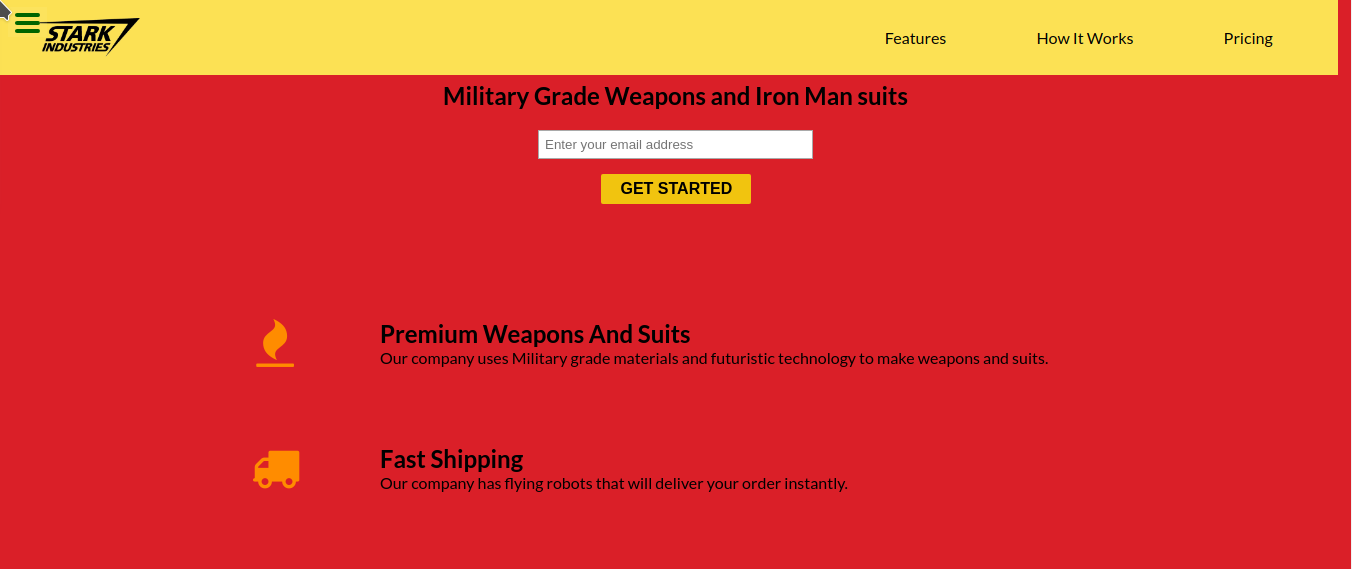 STARK
INDUSTRIES
Features
How It Works
Pricing
Military Grade Weapons and Iron Man suits
Enter your email address
GET STARTED
Premium Weapons And Suits
Our company uses Military grade materials and futuristic technology to make weapons and suits.
Fast Shipping
Our company has flying robots that will deliver your order instantly.